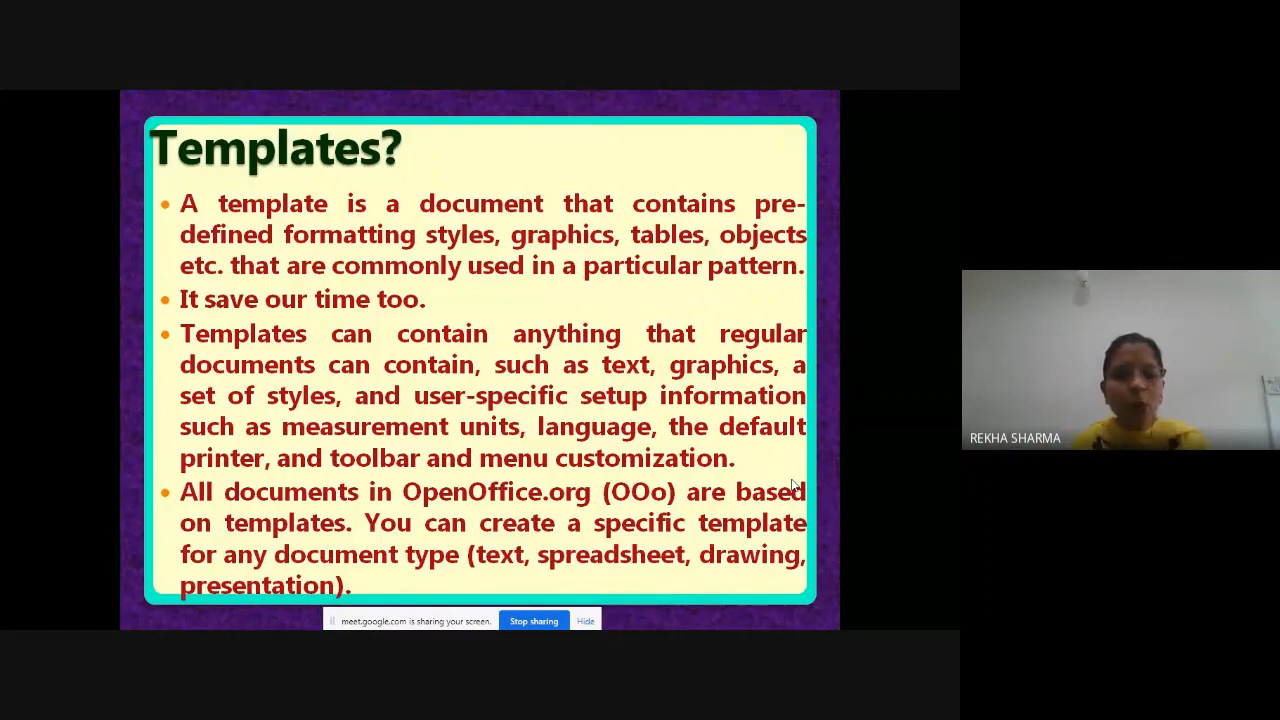 Templates?
• A template is a document that contains pre-
defined formatting styles, graphics, tables, objects
etc. that are commonly used in a particular pattern.
• It save our time too.
• Templates can contain anything that regular
documents can contain, such as text, graphics, a
set of styles, and user-specific setup information
such as measurement units, language, the default
printer, and toolbar and menu customization.
• All documents in OpenOffice.org (OOo) are based
on templates. You can create a specific template
for any document type (text, spreadsheet, drawing,
presentation).
meet.google.com is sharing your screen. Stop sharing Hide
REKHA SHARMA